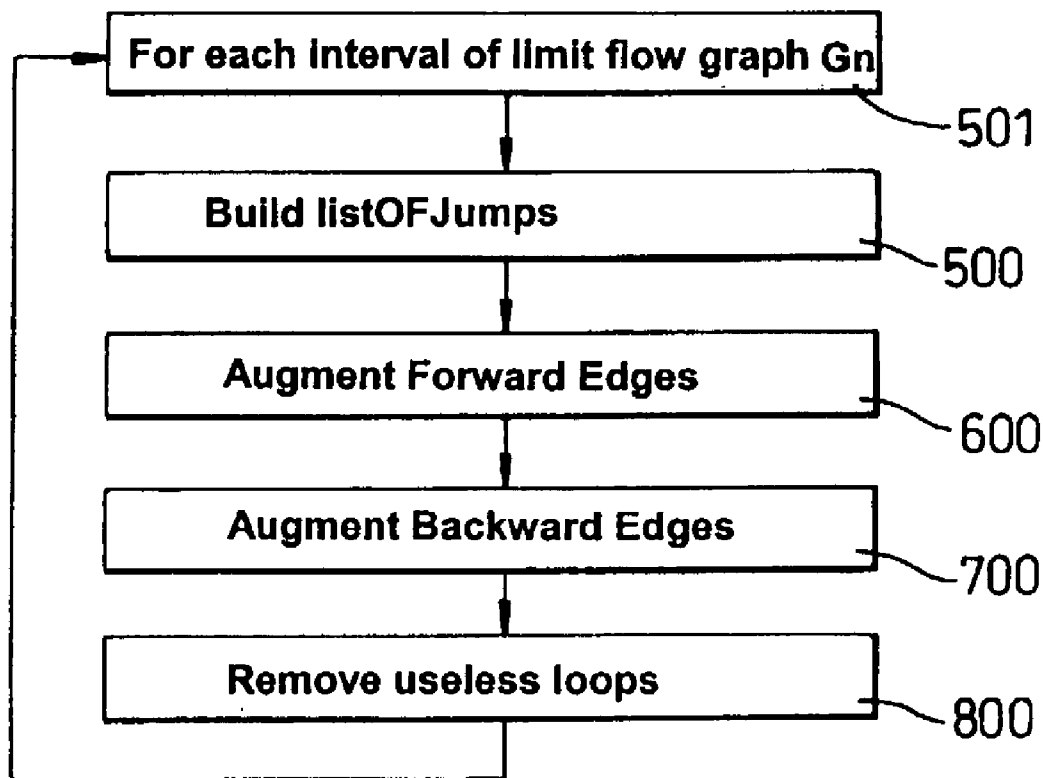 For each interval of limit flow graph Gn
501
Build listOFJumps
500
Augment Forward Edges
600
Augment Backward Edges
700
Remove useless loops
800